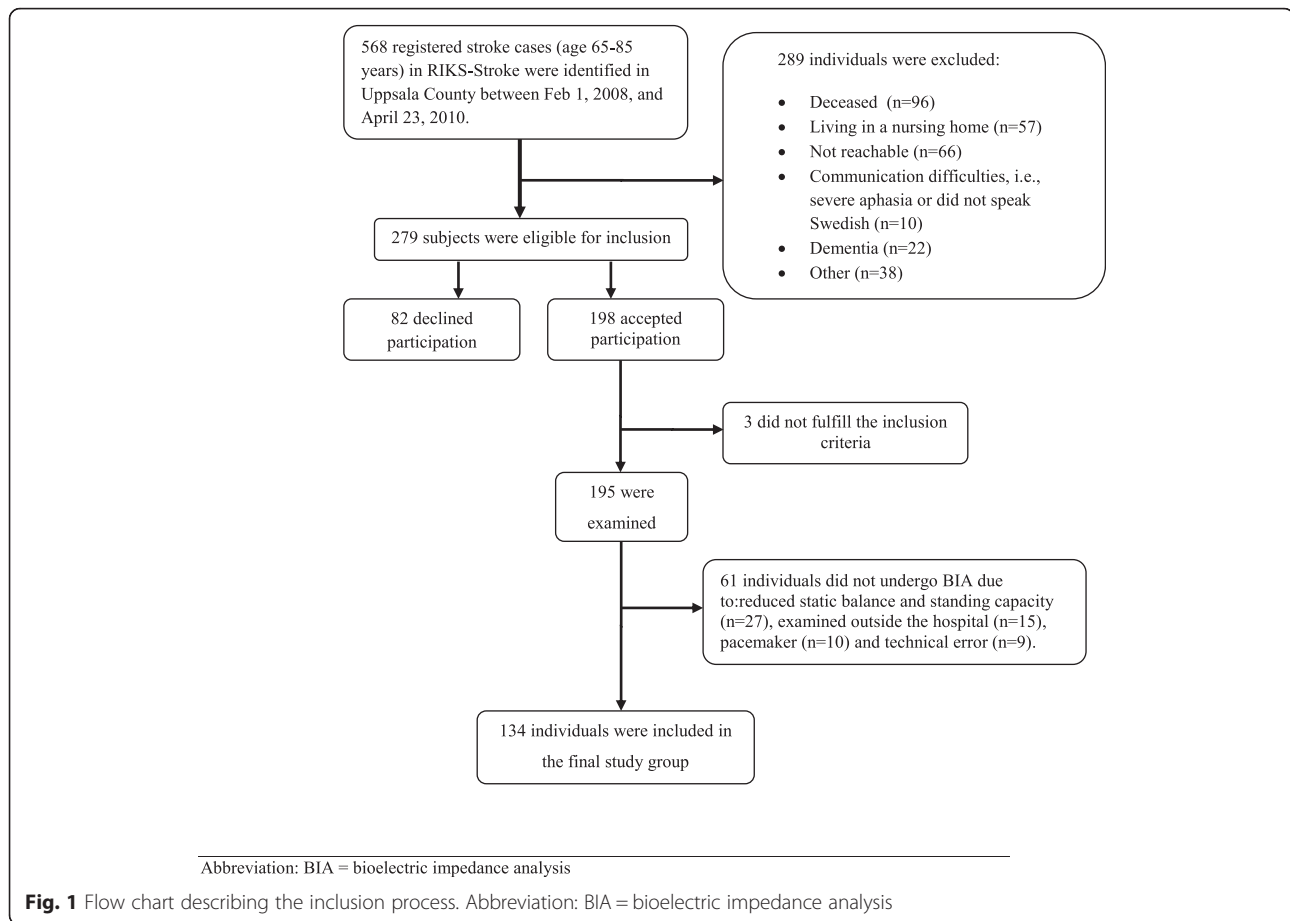 568 registered stroke cases (age 65-85
years) in RIKS-Stroke were identified in
Uppsala County between Feb 1, 2008, and
April 23, 2010.
289 individuals were excluded:
• Deceased (n=96)
• Living in a nursing home (n=57)
• Not reachable (n=66)
• Communication difficulties, i.e.,
severe aphasia or did not speak
Swedish (n=10)
• Dementia (n=22)
• Other (n=38)
279 subjects were eligible for inclusion
82 declined
participation
198 accepted
participation
3 did not fulfill the inclusion
criteria
195 were
examined
61 individuals did not undergo BIA due
to:reduced static balance and standing capacity
(n=27), examined outside the hospital (n=15),
pacemaker (n=10) and technical error (n=9).
134 individuals were included in
the final study group
Abbreviation: BIA = bioelectric impedance analysis
Fig. 1 Flow chart describing the inclusion process. Abbreviation: BIA = bioelectric impedance analysis